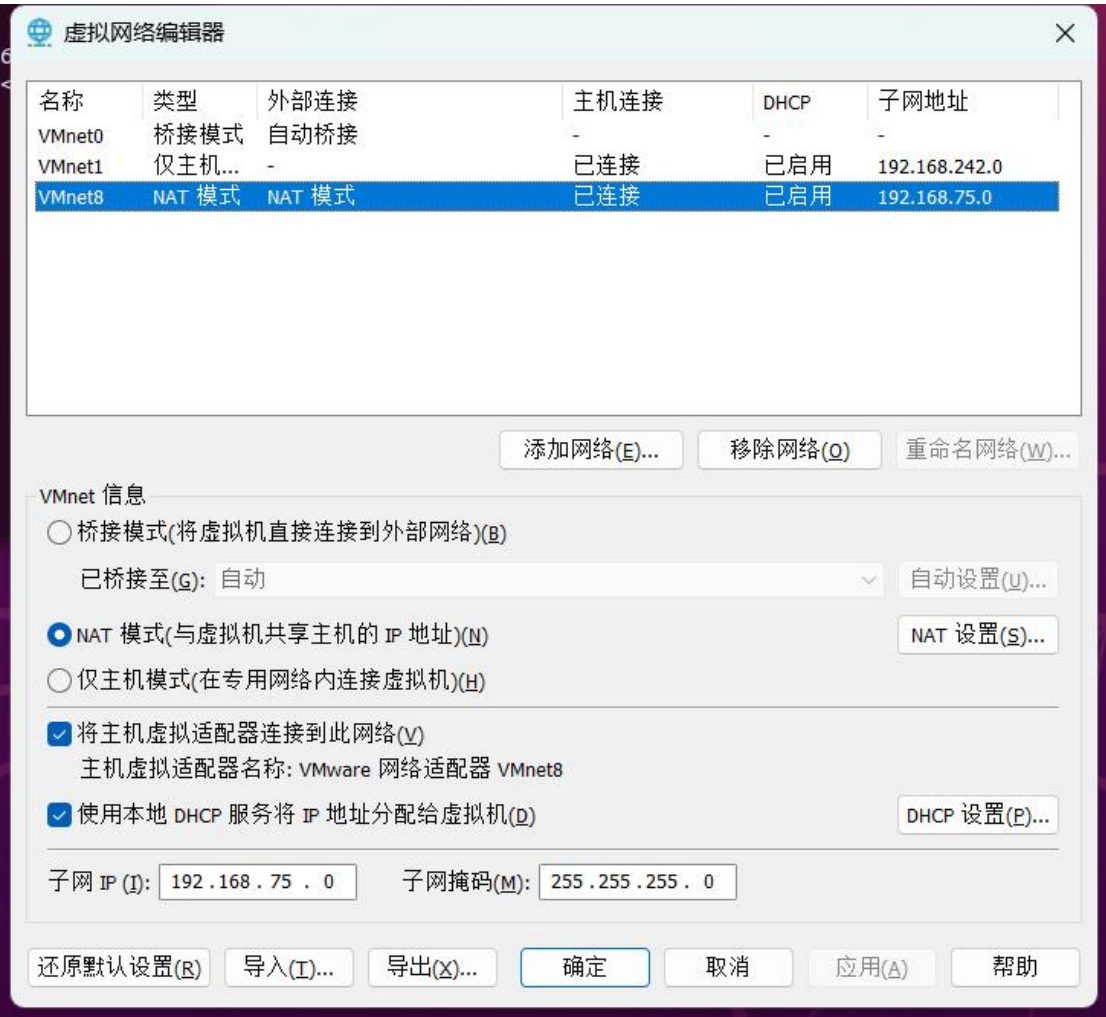 虚拟网络编辑器
6
<
名称 类型 外部连接 主机连接 DHCP 子网地址
VMnet0 桥接模式 自动桥接 - - -
VMnet1 仅主机... - 已连接 已启用 192.168.242.0
VMnet8 NAT 模式 NAT 模式 已连接 已启用 192.168.75.0
添加网络(E)... 移除网络(O) 重命名网络(W)...
VMnet 信息
桥接模式(将虚拟机直接连接到外部网络)(B)
已桥接至(G): 自动 自动设置(U)...
NAT 模式(与虚拟机共享主机的 IP 地址)(N) NAT 设置(S)...
仅主机模式(在专用网络内连接虚拟机)(H)
将主机虚拟适配器连接到此网络(V)
主机虚拟适配器名称: VMware 网络适配器 VMnet8
使用本地 DHCP 服务将 IP 地址分配给虚拟机(D) DHCP 设置(P)...
子网 IP (I): 192.168.75.0 子网掩码(M): 255.255.255.0
还原默认设置(R) 导入(T)... 导出(X)... 确定 取消 应用(A) 帮助